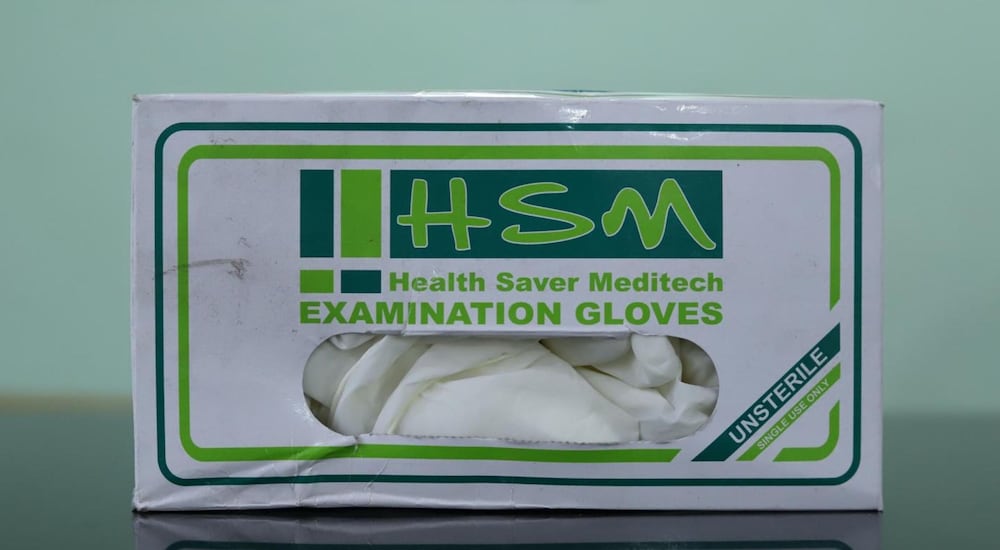 HSM
Health Saver Meditech
EXAMINATION GLOVES
UNSTERILE
SINGLE USE ONLY